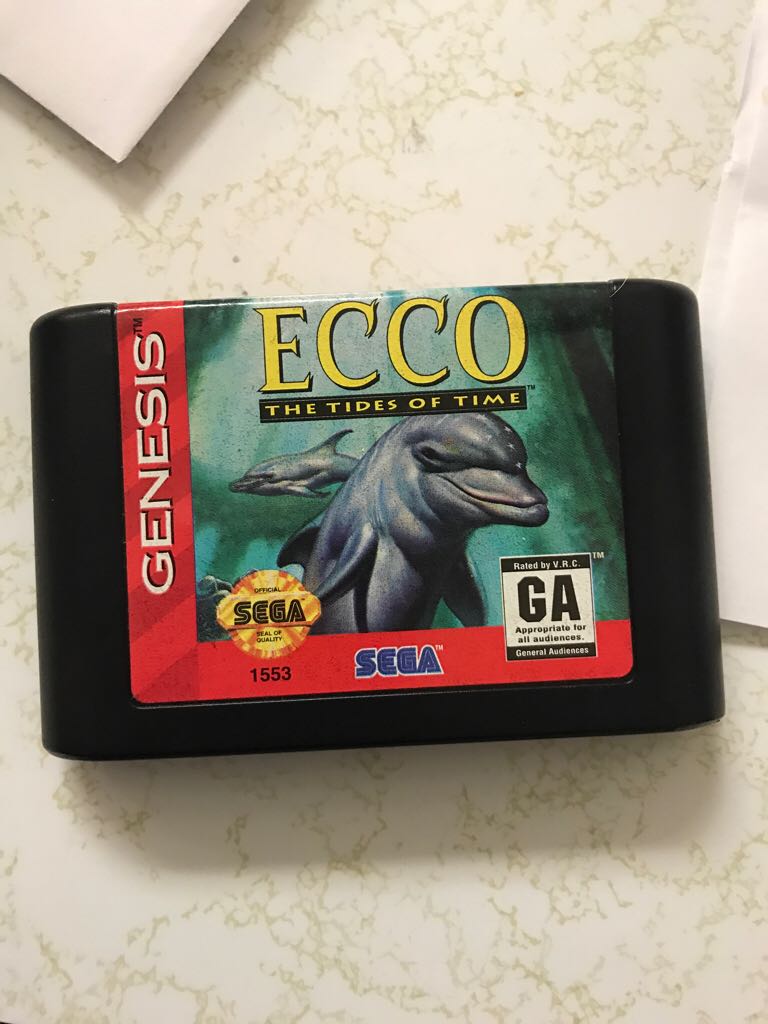 GENESIS™
ECCO
THE TIDES OF TIME™
OFFICIAL
SEGA
SEAL OF
QUALITY
1553
SEGA™
Rated by V.R.C.
™
GA
Appropriate for
all audiences.
General Audiences